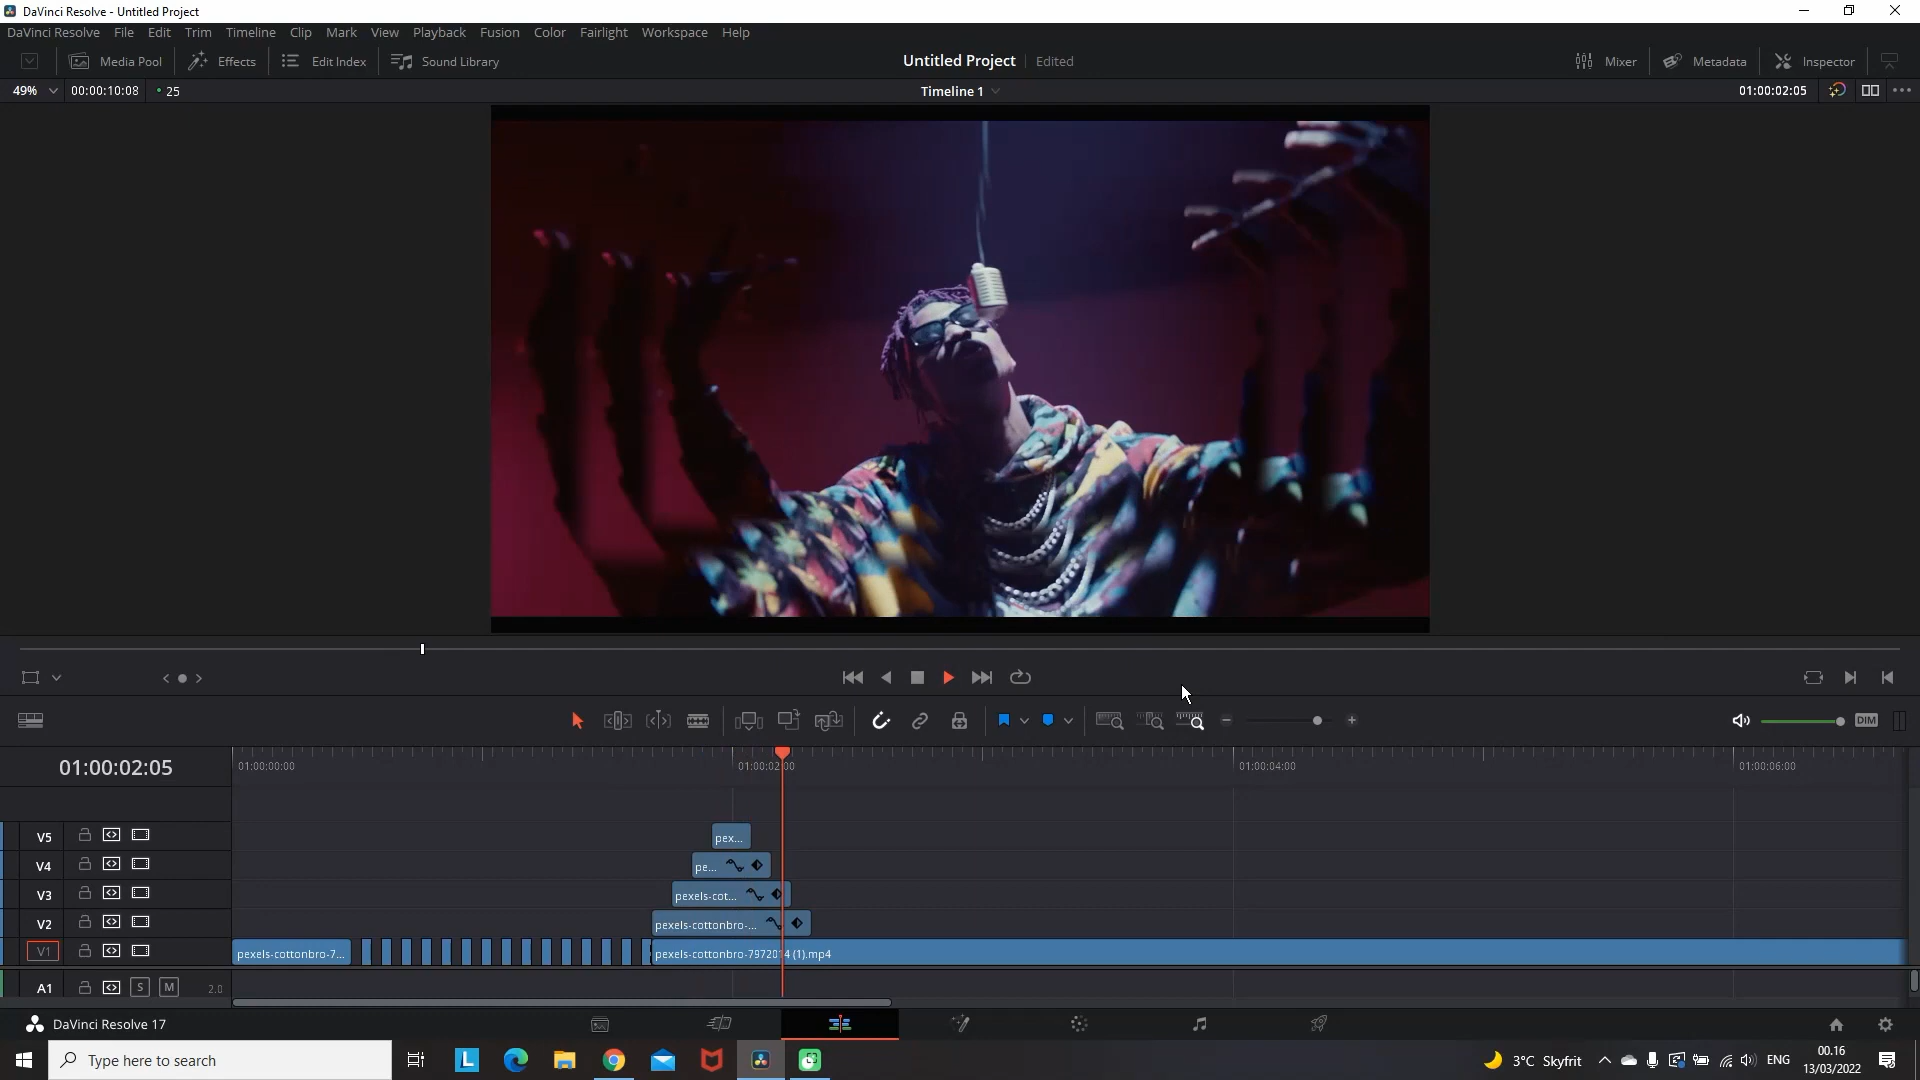 DaVinci Resolve - Untitled Project
DaVinci Resolve File Edit Trim Timeline Clip Mark View Playback Fusion Color Fairlight Workspace Help
Media Pool Effects Edit Index Sound Library Untitled Project Edited Mixer Metadata Inspector
49% 00:00:10:08 25 Timeline 1 01:00:02:05
DIM
01:00:02:05 01:00:00:00 01:00:02:00 01:00:04:00 01:00:06:00
V5 pex...
V4 pe...
V3 pexels-cot...
V2 pexels-cottonbro-...
V1 pexels-cottonbro-7... pexels-cottonbro-7972014 (1).mp4
A1 S M 2.0
DaVinci Resolve 17
Type here to search L 3°C Skyfrit ENG 00.16
13/03/2022